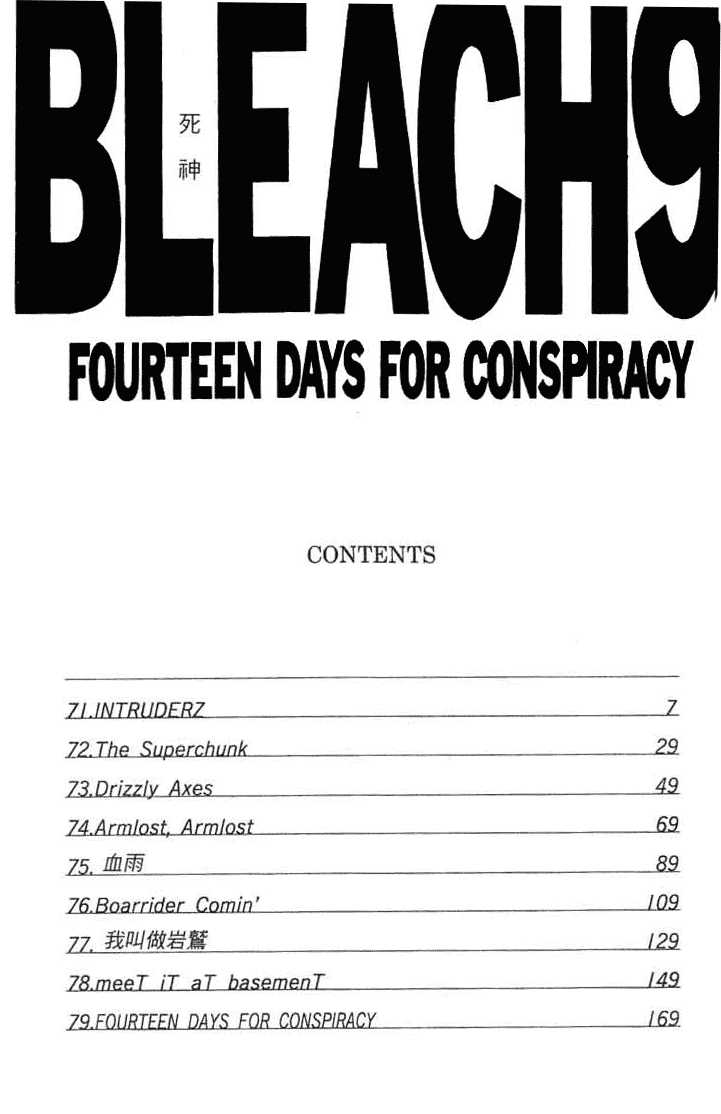 BLEACH9
死
神
FOURTEEN DAYS FOR CONSPIRACY
CONTENTS
71.INTRUDERZ 7
72.The Superchunk 29
73.Drizzly Axes 49
74.Armlost, Armlost 69
75. 血雨 89
76.Boarrider Comin' 109
77. 我叫做岩鷲 129
78.meeT iT aT basemenT 149
79.FOURTEEN DAYS FOR CONSPIRACY 169